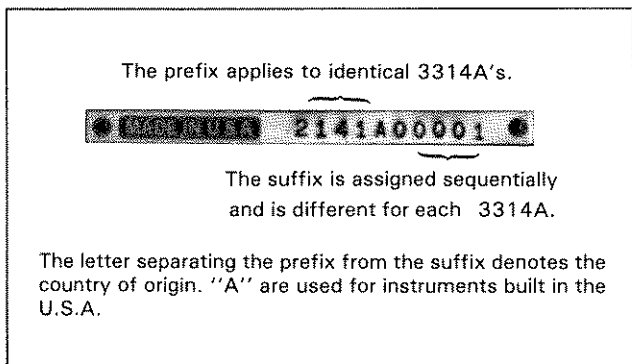 The prefix applies to identical 3314A's.
MADE IN U S A 2141A00001
The suffix is assigned sequentially
and is different for each 3314A.
The letter separating the prefix from the suffix denotes the
country of origin. ''A'' are used for instruments built in the
U.S.A.